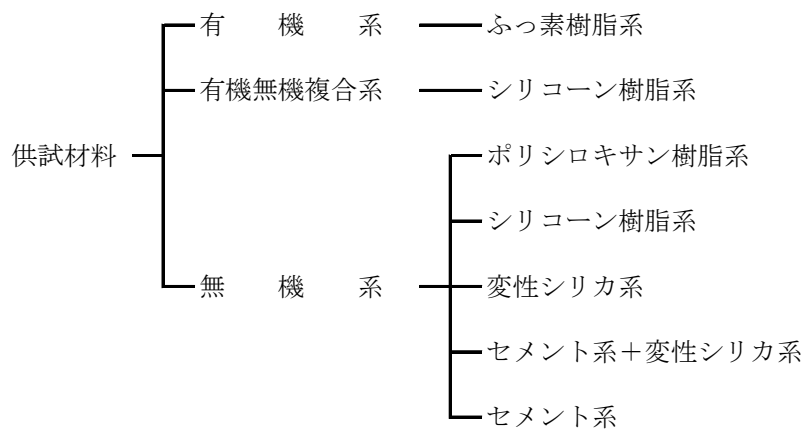 有機系 ふっ素樹脂系
有機無機複合系 シリコーン樹脂系
供試材料 ポリシロキサン樹脂系
シリコーン樹脂系
無機系 変性シリカ系
セメント系＋変性シリカ系
セメント系